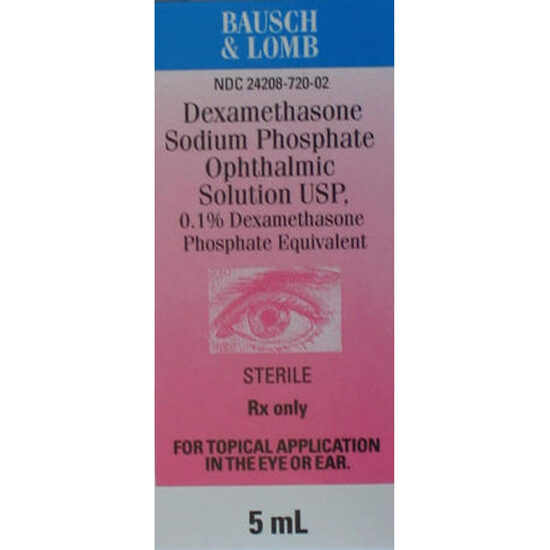 BAUSCH
& LOMB
NDC 24208-720-02
Dexamethasone
Sodium Phosphate
Ophthalmic
Solution USP,
0.1% Dexamethasone
Phosphate Equivalent
STERILE
Rx only
FOR TOPICAL APPLICATION
IN THE EYE OR EAR.
5 mL